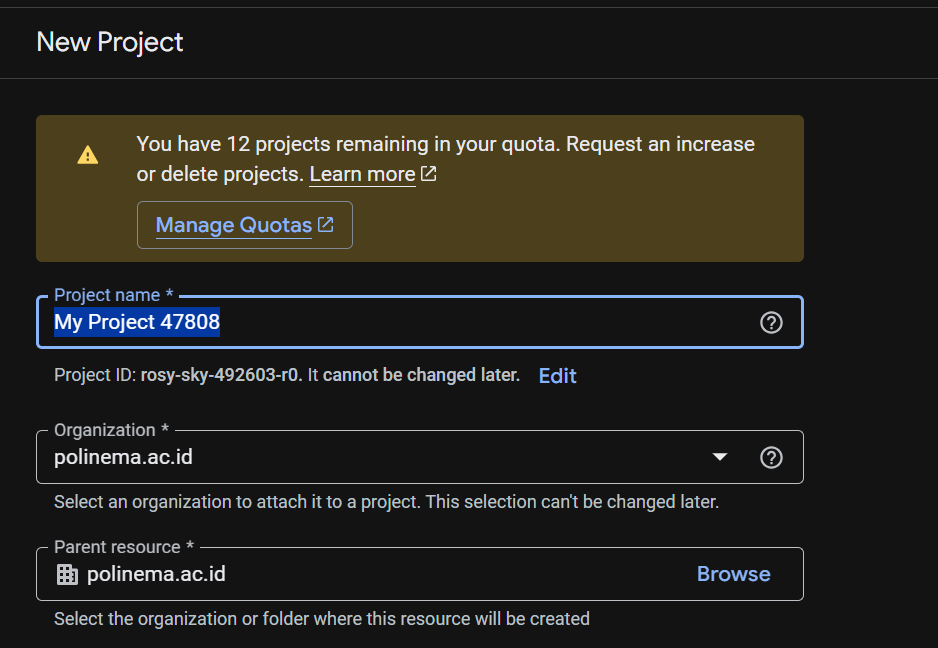 New Project
You have 12 projects remaining in your quota. Request an increase
or delete projects. Learn more
Manage Quotas
Project name *
My Project 47808
Project ID: rosy-sky-492603-r0. It cannot be changed later. Edit
Organization *
polinema.ac.id
Select an organization to attach it to a project. This selection can't be changed later.
Parent resource *
polinema.ac.id Browse
Select the organization or folder where this resource will be created